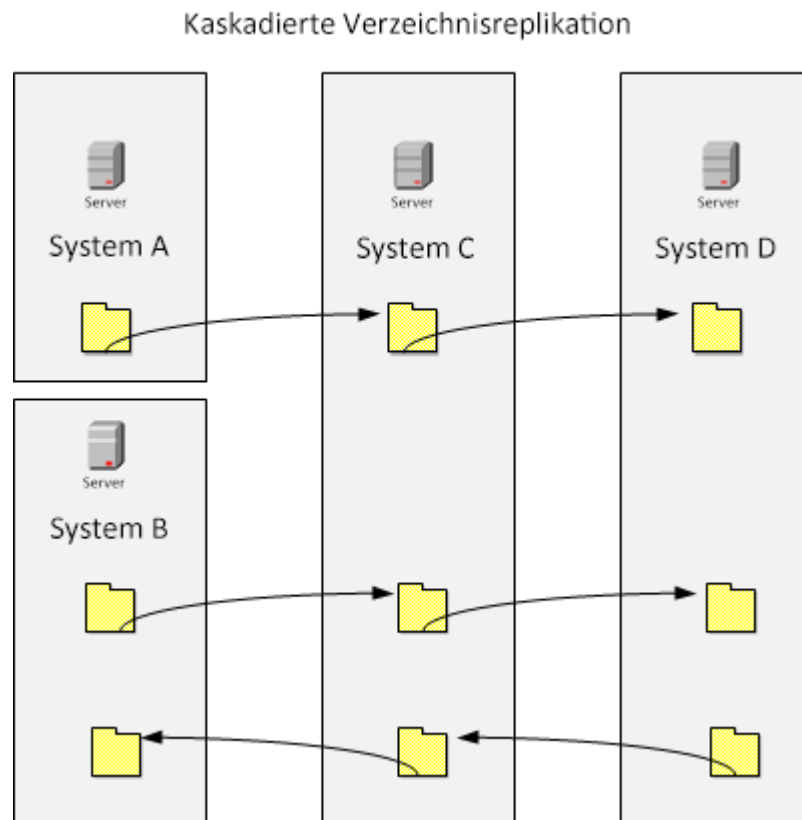 Kaskadierte Verzeichnisreplikation
Server
System A
Server
System C
Server
System D
Server
System B